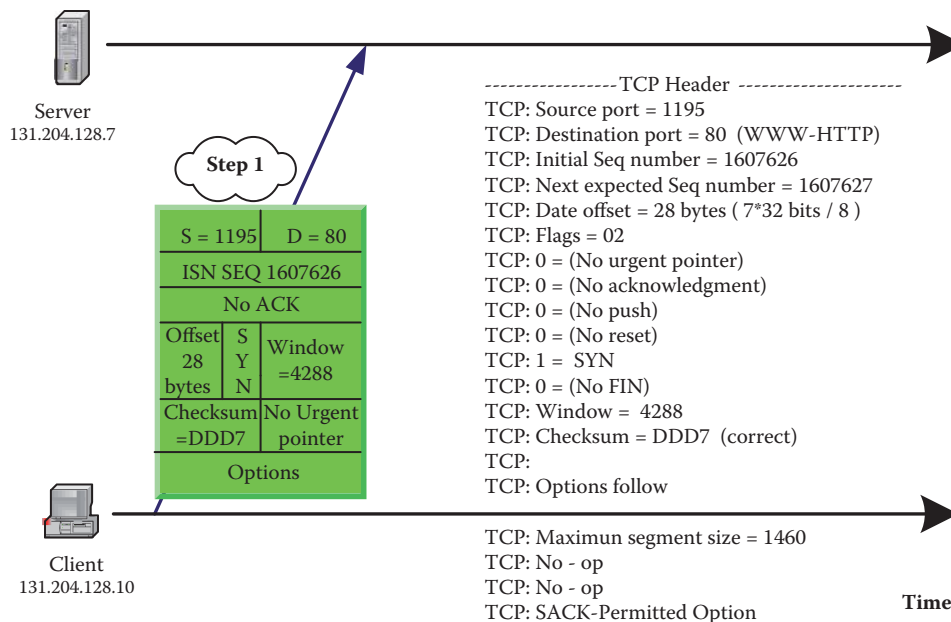 Server
131.204.128.7
Step 1
S = 1195 D = 80
ISN SEQ 1607626
No ACK
Offset 28 bytes
SYN
Window =4288
Checksum =DDD7
No Urgent pointer
Options
Client
131.204.128.10
-----------------TCP Header ---------------------
TCP: Source port = 1195
TCP: Destination port = 80 (WWW-HTTP)
TCP: Initial Seq number = 1607626
TCP: Next expected Seq number = 1607627
TCP: Date offset = 28 bytes ( 7*32 bits / 8 )
TCP: Flags = 02
TCP: 0 = (No urgent pointer)
TCP: 0 = (No acknowledgment)
TCP: 0 = (No push)
TCP: 0 = (No reset)
TCP: 1 = SYN
TCP: 0 = (No FIN)
TCP: Window = 4288
TCP: Checksum = DDD7 (correct)
TCP:
TCP: Options follow
TCP: Maximun segment size = 1460
TCP: No - op
TCP: No - op
TCP: SACK-Permitted Option
Time